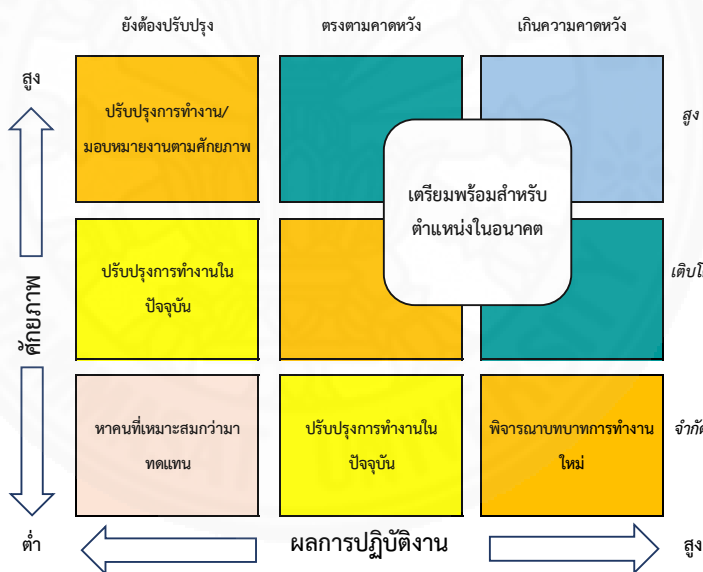 ยังต้องปรับปรุง
ตรงตามคาดหวัง
เกินความคาดหวัง
สูง
ปรับปรุงการทำงาน/
มอบหมายงานตามศักยภาพ
สูง
เตรียมพร้อมสำหรับ
ตำแหน่งในอนาคต
ศักยภาพ
ปรับปรุงการทำงานใน
ปัจจุบัน
เติบโ
หาคนที่เหมาะสมกว่ามา
ทดแทน
ปรับปรุงการทำงานใน
ปัจจุบัน
พิจารณาบทบาทการทำงาน
ใหม่
จำกัด
ต่ำ
ผลการปฏิบัติงาน
สูง